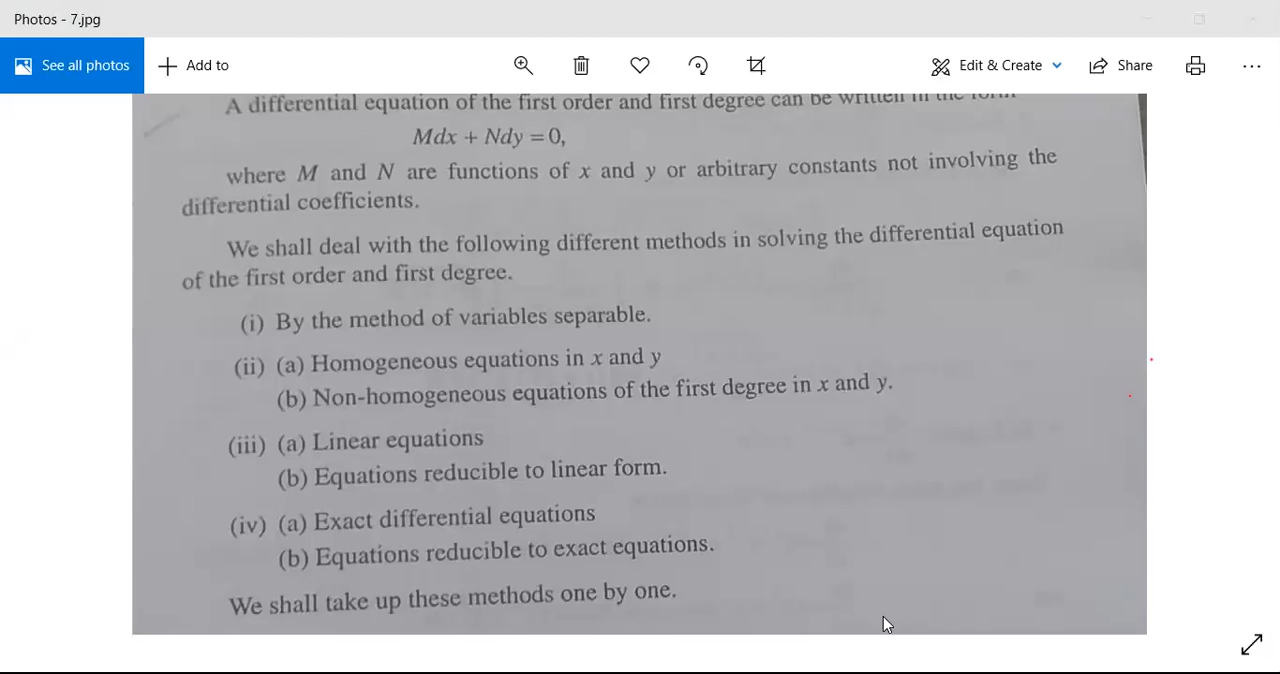 Photos - 7.jpg
See all photos
Add to
Edit & Create
Share
A differential equation of the first order and first degree can be written in the form
Mdx + Ndy = 0,
where M and N are functions of x and y or arbitrary constants not involving the
differential coefficients.
We shall deal with the following different methods in solving the differential equation
of the first order and first degree.
(i) By the method of variables separable.
(ii) (a) Homogeneous equations in x and y
(b) Non-homogeneous equations of the first degree in x and y.
(iii) (a) Linear equations
(b) Equations reducible to linear form.
(iv) (a) Exact differential equations
(b) Equations reducible to exact equations.
We shall take up these methods one by one.